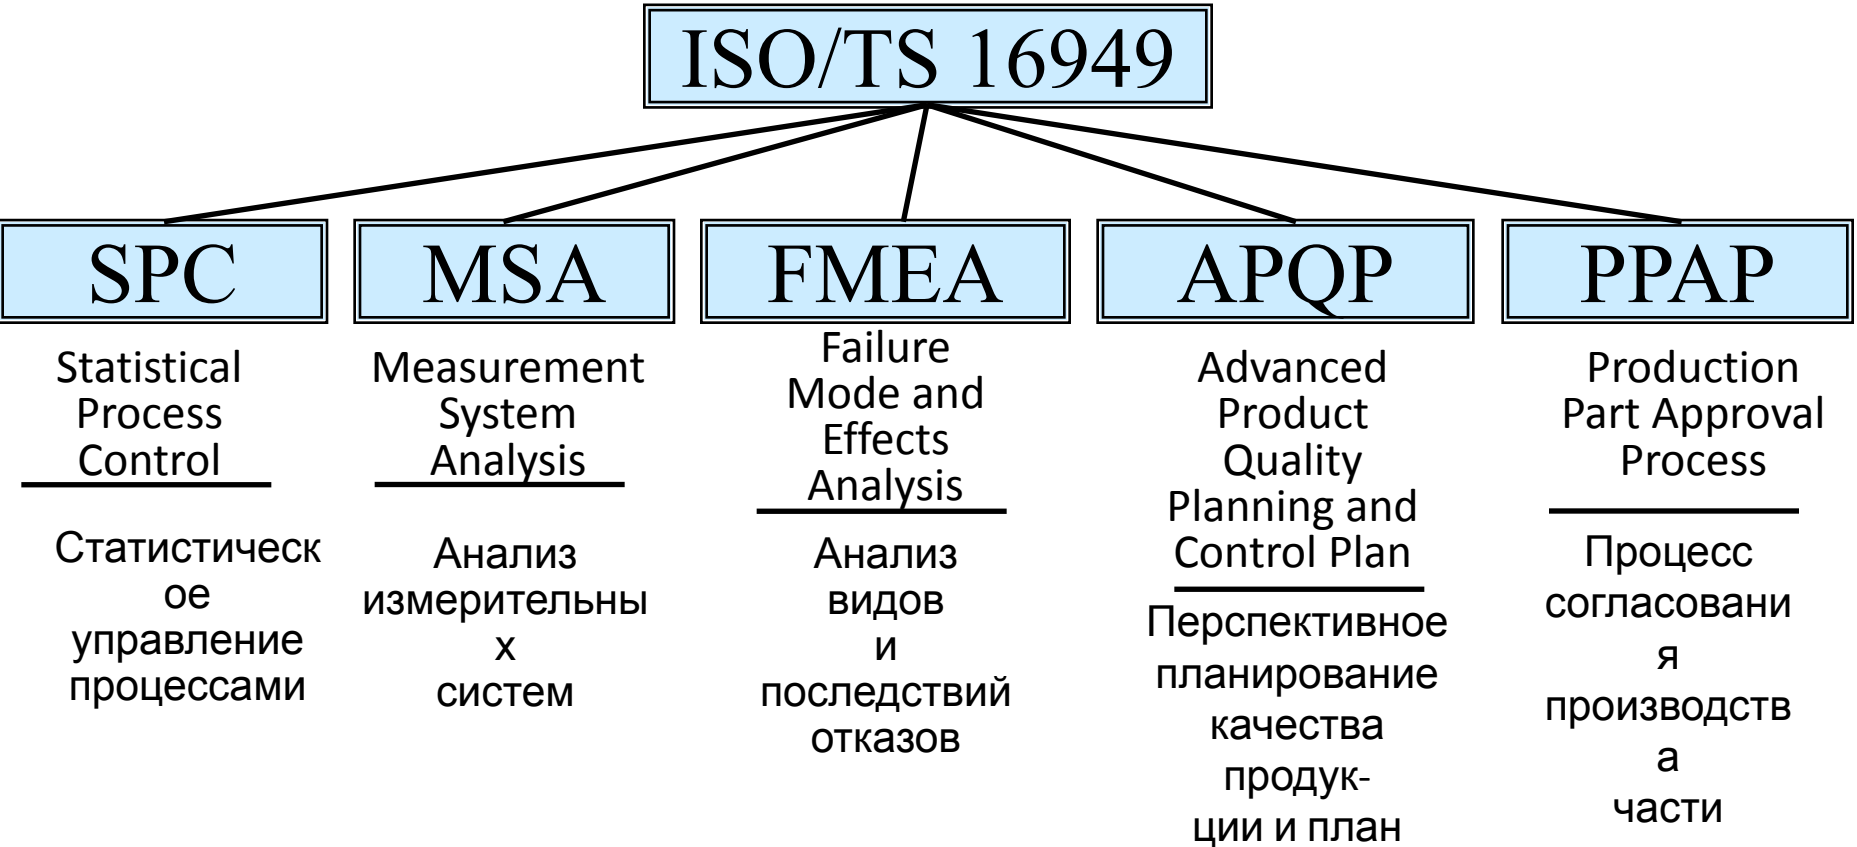 ISO/TS 16949
SPC
MSA
FMEA
APQP
PPAP
Statistical
Process
Control
Статистическ
ое
управление
процессами
Measurement
System
Analysis
Анализ
измерительны
х
систем
Failure
Mode and
Effects
Analysis
Анализ
видов
и
последствий
отказов
Advanced
Product
Quality
Planning and
Control Plan
Перспективное
планирование
качества
продук-
ции и план
Production
Part Approval
Process
Процесс
согласовани
я
производств
а
части